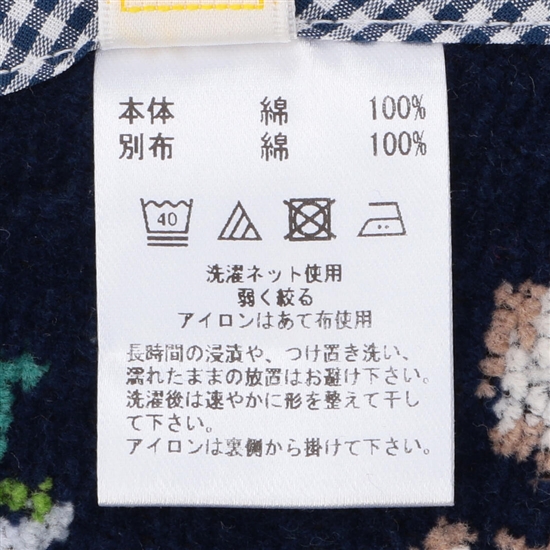 本体 綿 100%
別布 綿 100%
40
洗濯ネット使用
弱く絞る
アイロンはあて布使用
長時間の浸漬や、つけ置き洗い、
濡れたままの放置はお避け下さい。
洗濯後は速やかに形を整えて干し
て下さい。
アイロンは裏側から掛けて下さい。